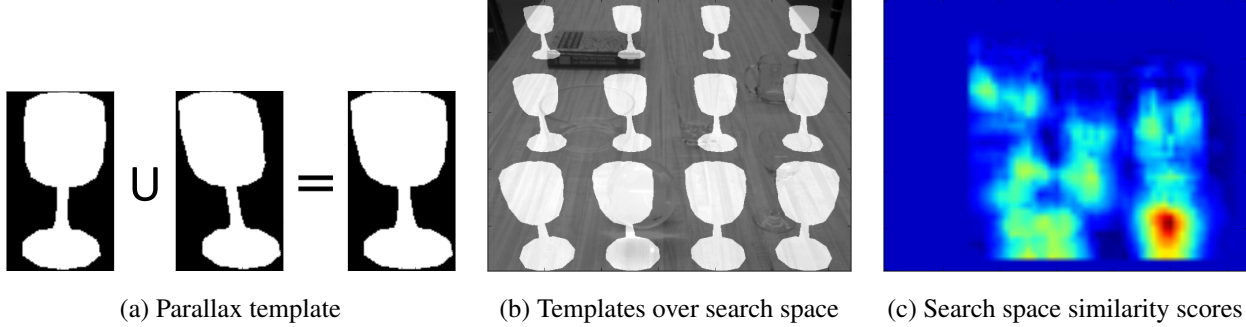 ∪ =
(a) Parallax template
(b) Templates over search space
(c) Search space similarity scores